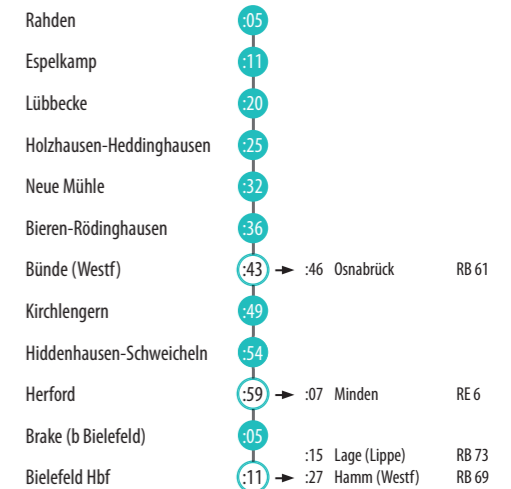 Rahden :05
Espelkamp :11
Lübbecke :20
Holzhausen-Heddinghausen :25
Neue Mühle :32
Bieren-Rödinghausen :36
Bünde (Westf) :43 → :46 Osnabrück RB 61
Kirchlengern :49
Hiddenhausen-Schweicheln :54
Herford :59 → :07 Minden RE 6
Brake (b Bielefeld) :05
:15 Lage (Lippe) RB 73
Bielefeld Hbf :11 → :27 Hamm (Westf) RB 69